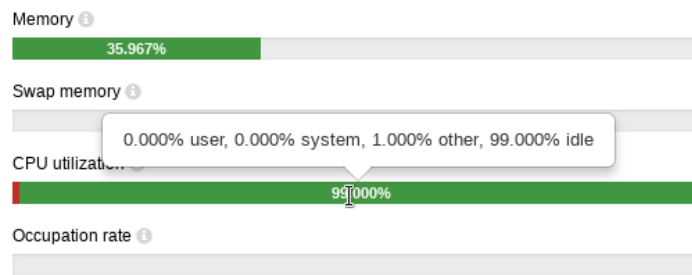 Memory
35.967%
Swap memory
0.000% user, 0.000% system, 1.000% other, 99.000% idle
CPU utilization
99.000%
Occupation rate